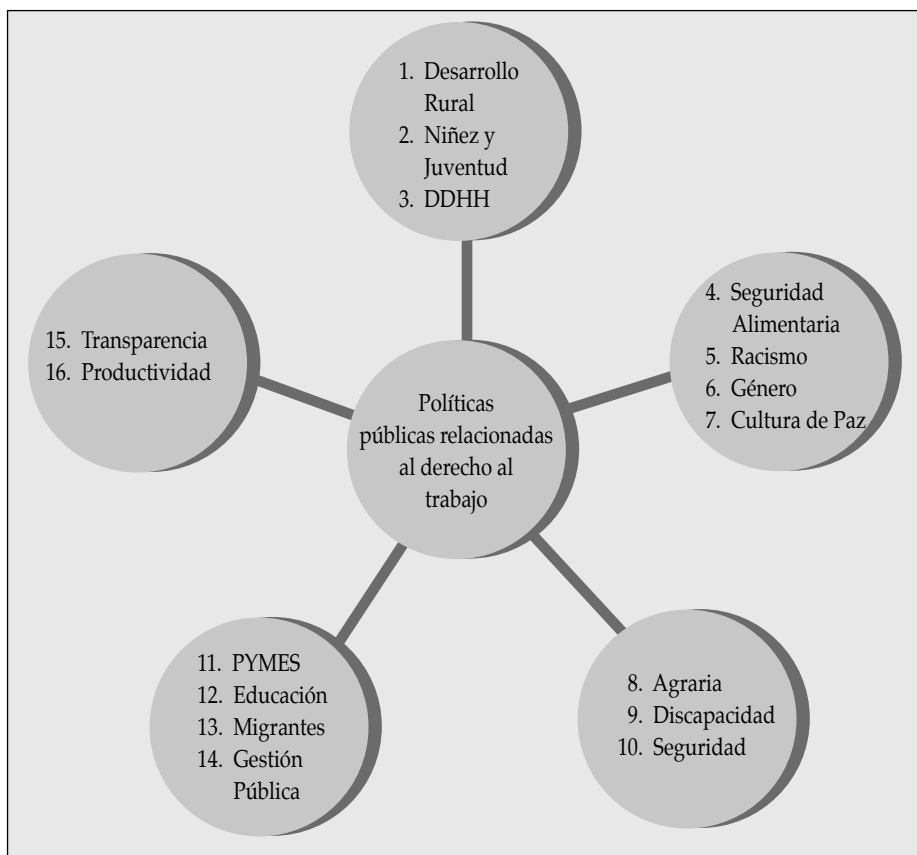 1. Desarrollo
Rural
2. Niñez y
Juventud
3. DDHH
4. Seguridad
Alimentaria
5. Racismo
6. Género
7. Cultura de Paz
15. Transparencia
16. Productividad
Políticas
públicas relacionadas
al derecho al
trabajo
11. PYMES
12. Educación
13. Migrantes
14. Gestión
Pública
8. Agraria
9. Discapacidad
10. Seguridad